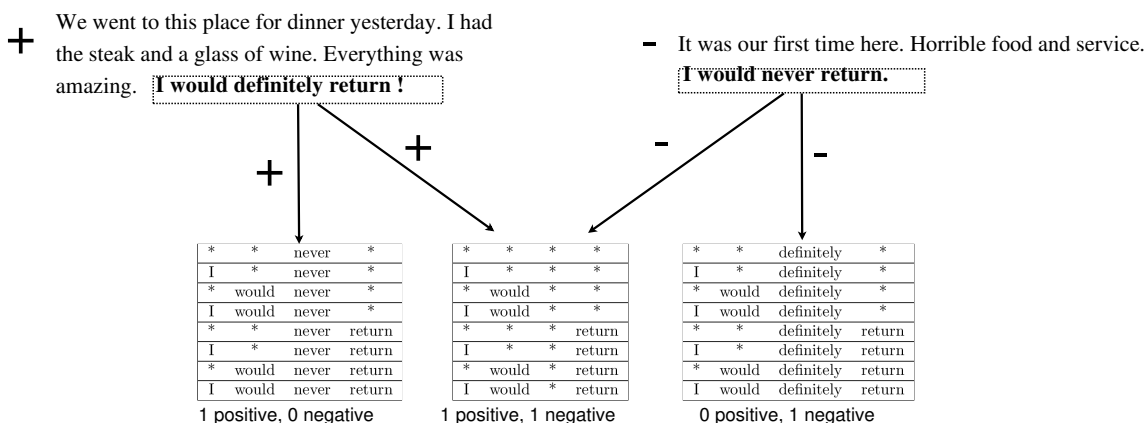 + We went to this place for dinner yesterday. I had
the steak and a glass of wine. Everything was
amazing. I would definitely return !
- It was our first time here. Horrible food and service.
I would never return.
+ + - -
* * never *
I * never *
* would never *
I would never *
* * never return
I * never return
* would never return
I would never return
1 positive, 0 negative
* * * *
I * * *
* would * *
I would * *
* * * return
I * * return
* would * return
I would * return
1 positive, 1 negative
* * definitely *
I * definitely *
* would definitely *
I would definitely *
* * definitely return
I * definitely return
* would definitely return
I would definitely return
0 positive, 1 negative